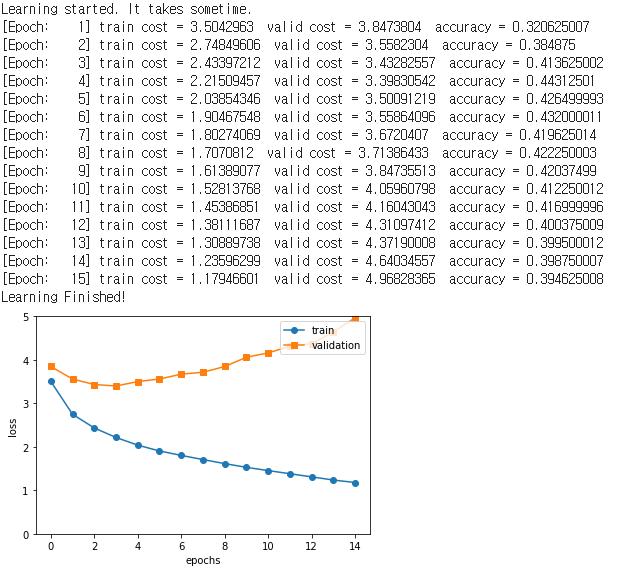 Learning started. It takes sometime.
[Epoch:    1] train cost = 3.5042963  valid cost = 3.8473804  accuracy = 0.320625007
[Epoch:    2] train cost = 2.74849606  valid cost = 3.5582304  accuracy = 0.384875
[Epoch:    3] train cost = 2.43397212  valid cost = 3.43282557  accuracy = 0.413625002
[Epoch:    4] train cost = 2.21509457  valid cost = 3.39830542  accuracy = 0.44312501
[Epoch:    5] train cost = 2.03854346  valid cost = 3.50091219  accuracy = 0.426499993
[Epoch:    6] train cost = 1.90467548  valid cost = 3.55864096  accuracy = 0.432000011
[Epoch:    7] train cost = 1.80274069  valid cost = 3.6720407  accuracy = 0.419625014
[Epoch:    8] train cost = 1.7070812  valid cost = 3.71386433  accuracy = 0.422250003
[Epoch:    9] train cost = 1.61389077  valid cost = 3.84735513  accuracy = 0.42037499
[Epoch:   10] train cost = 1.52813768  valid cost = 4.05960798  accuracy = 0.412250012
[Epoch:   11] train cost = 1.45386851  valid cost = 4.16043043  accuracy = 0.416999996
[Epoch:   12] train cost = 1.38111687  valid cost = 4.31097412  accuracy = 0.400375009
[Epoch:   13] train cost = 1.30889738  valid cost = 4.37190008  accuracy = 0.399500012
[Epoch:   14] train cost = 1.23596299  valid cost = 4.64034557  accuracy = 0.398750007
[Epoch:   15] train cost = 1.17946601  valid cost = 4.96828365  accuracy = 0.394625008
Learning Finished!
train
validation
5
4
3
2
1
0
loss
0 2 4 6 8 10 12 14
epochs